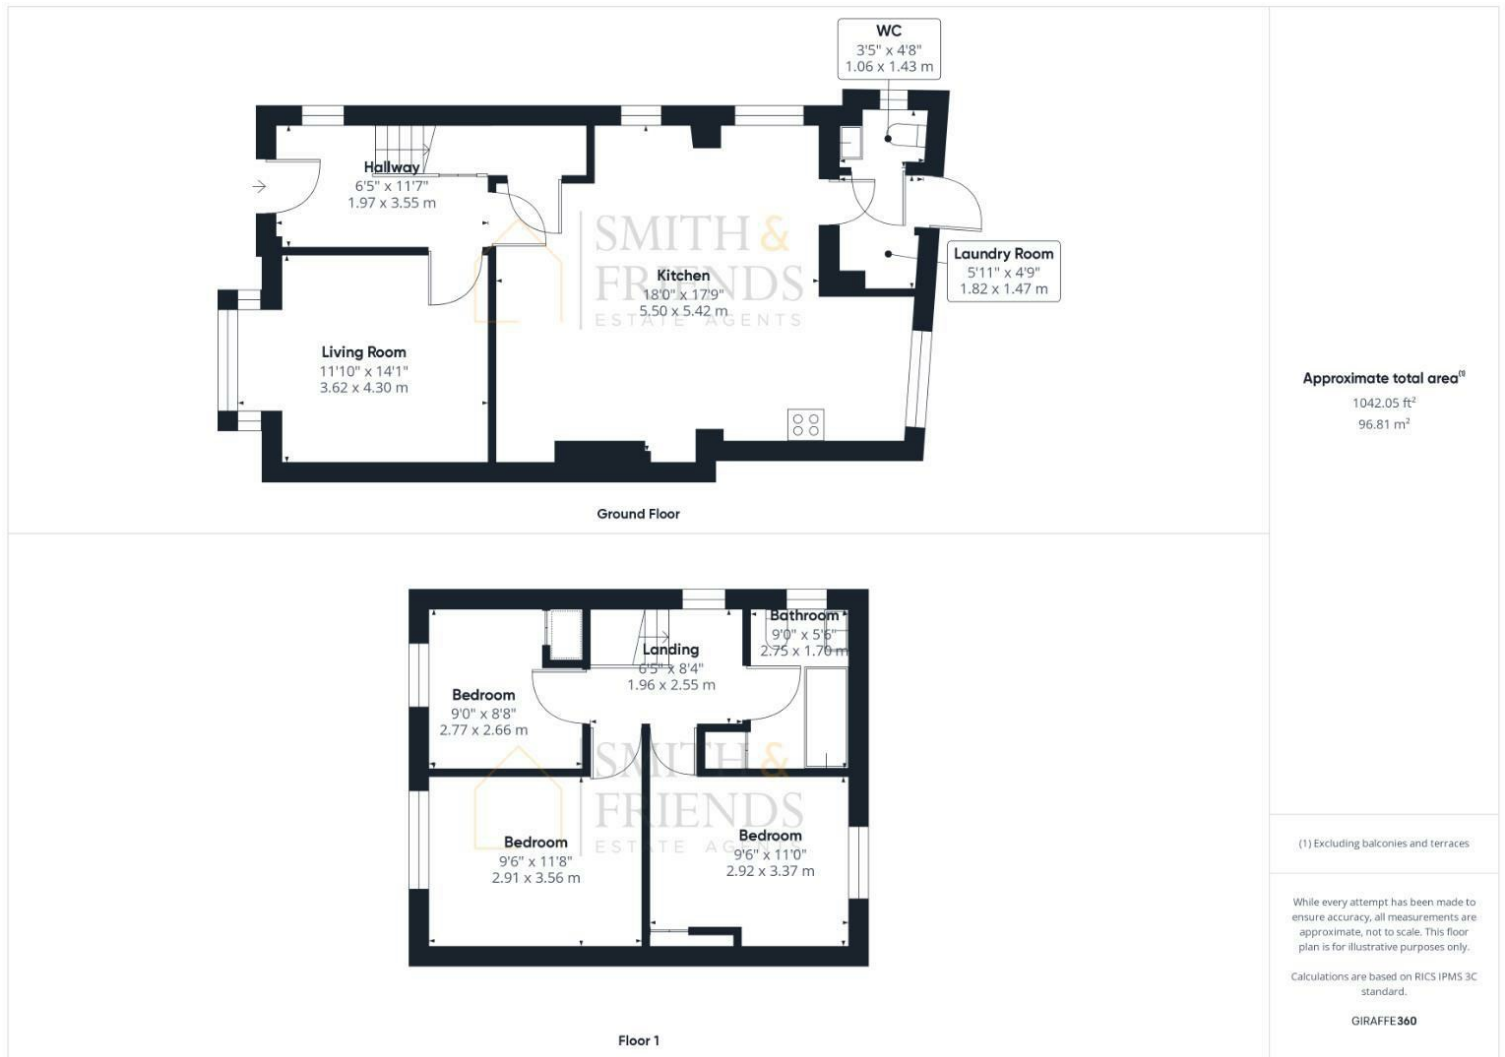 WC
3'5" x 4'8"
1.06 x 1.43 m
Hallway
6'5" x 11'7"
1.97 x 3.55 m
SMITH &
FRIENDS
ESTATE AGENTS
Kitchen
18'0" x 17'9"
5.50 x 5.42 m
Laundry Room
5'11" x 4'9"
1.82 x 1.47 m
Living Room
11'10" x 14'1"
3.62 x 4.30 m
Ground Floor
Bathroom
9'0" x 5'6"
2.75 x 1.70 m
Landing
6'5" x 8'4"
1.96 x 2.55 m
Bedroom
9'0" x 8'8"
2.77 x 2.66 m
SMITH &
FRIENDS
ESTATE AGENTS
Bedroom
9'6" x 11'8"
2.91 x 3.56 m
Bedroom
9'6" x 11'0"
2.92 x 3.37 m
Floor 1
Approximate total area(1)
1042.05 ft²
96.81 m²
(1) Excluding balconies and terraces
While every attempt has been made to
ensure accuracy, all measurements are
approximate, not to scale. This floor
plan is for illustrative purposes only.
Calculations are based on RICS IPMS 3C
standard.
GIRAFFE360